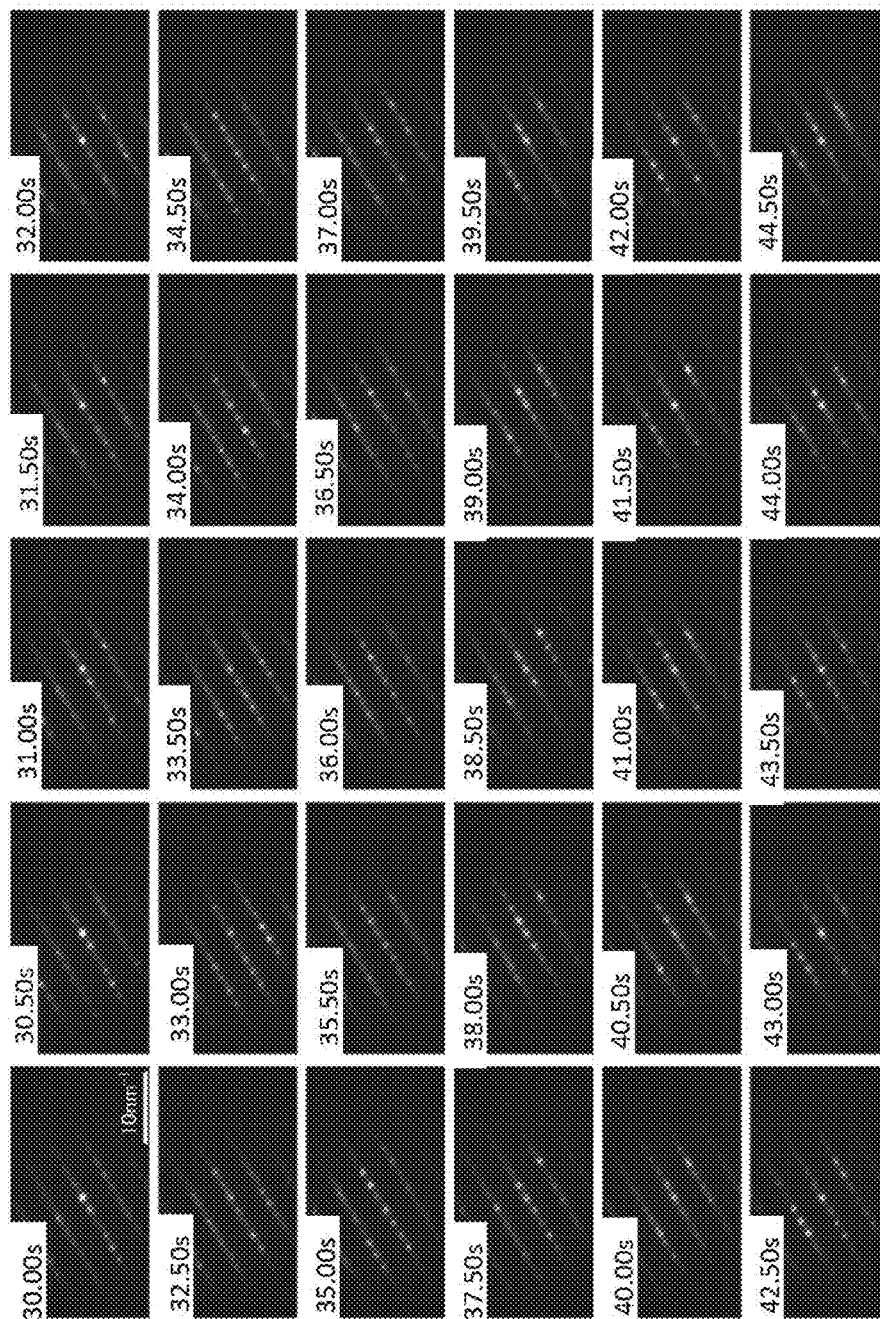 30.00s 30.50s 31.00s 31.50s 32.00s
10nm⁻¹
32.50s 33.00s 33.50s 34.00s 34.50s
35.00s 35.50s 36.00s 36.50s 37.00s
37.50s 38.00s 38.50s 39.00s 39.50s
40.00s 40.50s 41.00s 41.50s 42.00s
42.50s 43.00s 43.50s 44.00s 44.50s